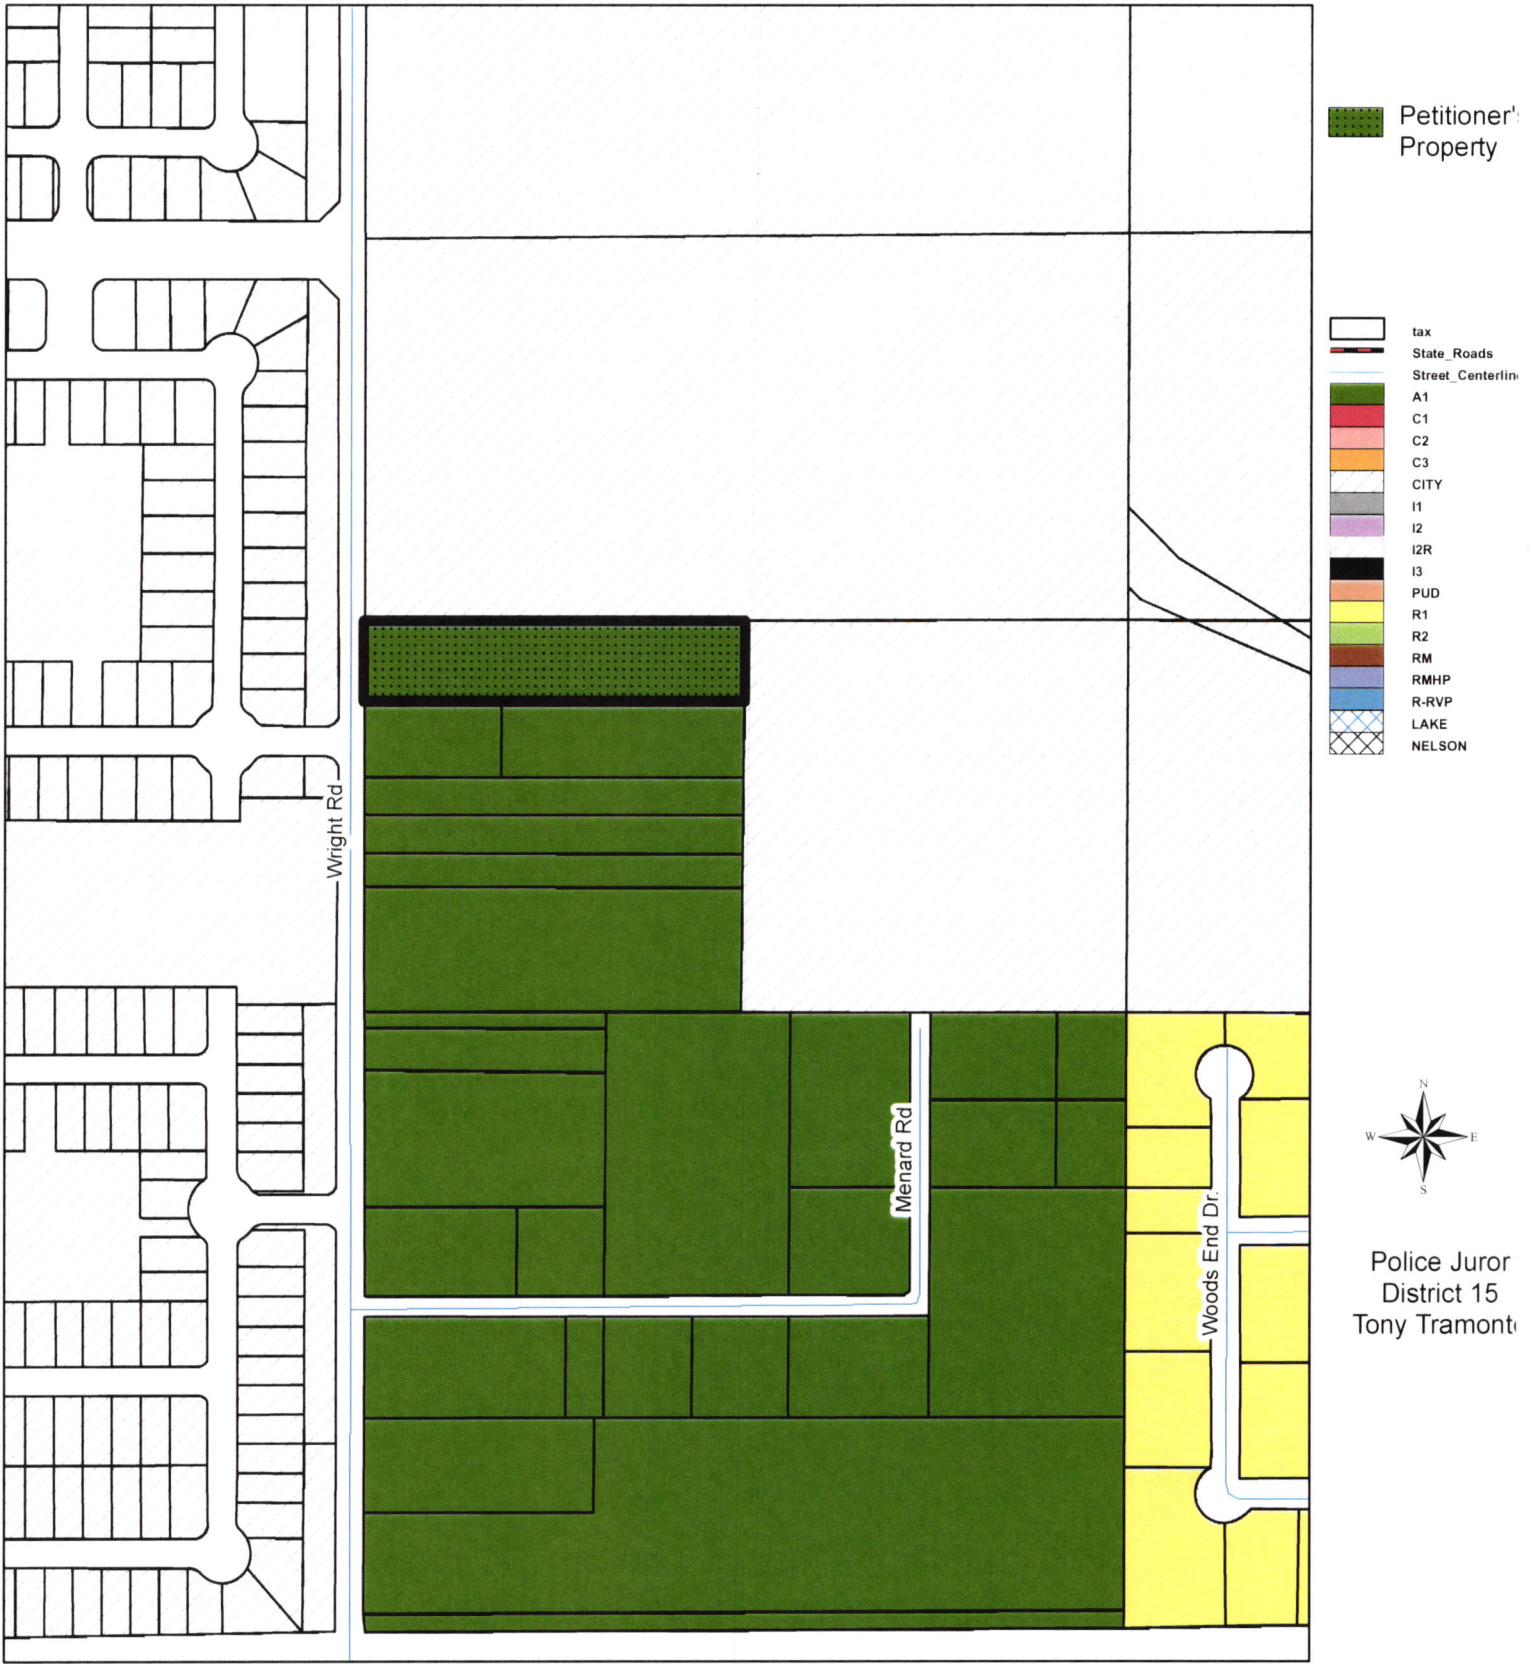 Petitioner's
Property
tax
State_Roads
Street_Centerlin
A1
C1
C2
C3
CITY
I1
I2
I2R
I3
PUD
R1
R2
RM
RMHP
R-RVP
LAKE
NELSON
Wright Rd
Menard Rd
Woods End Dr.
N
W
E
S
Police Juror
District 15
Tony Tramont